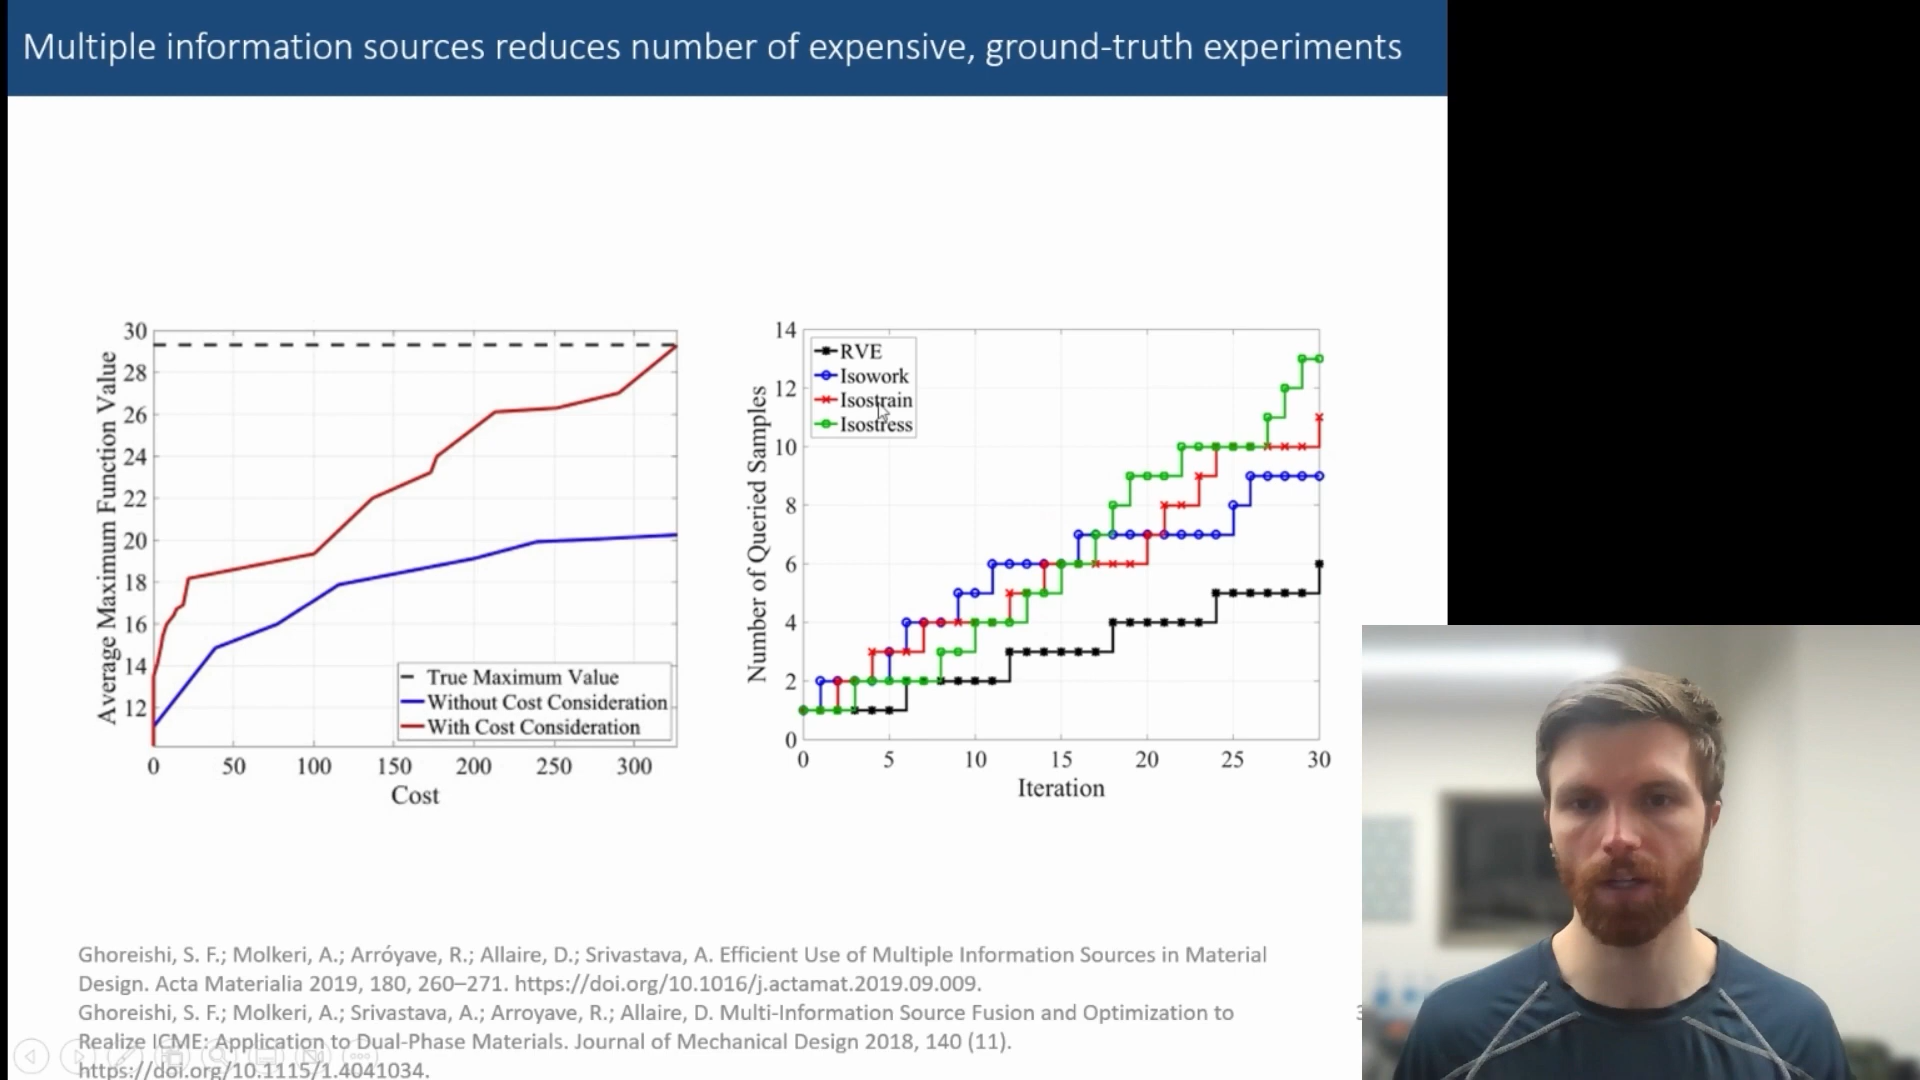 Multiple information sources reduces number of expensive, ground-truth experiments
30
28
26
24
22
20
18
16
14
12
Average Maximum Function Value
True Maximum Value
Without Cost Consideration
With Cost Consideration
0 50 100 150 200 250 300
Cost
14
12
10
8
6
4
2
0
Number of Queried Samples
RVE
Isowork
Isostrain
Isostress
0 5 10 15 20 25 30
Iteration
Ghoreishi, S. F.; Molkeri, A.; Arróyave, R.; Allaire, D.; Srivastava, A. Efficient Use of Multiple Information Sources in Material
Design. Acta Materialia 2019, 180, 260–271. https://doi.org/10.1016/j.actamat.2019.09.009.
Ghoreishi, S. F.; Molkeri, A.; Srivastava, A.; Arroyave, R.; Allaire, D. Multi-Information Source Fusion and Optimization to
Realize ICME: Application to Dual-Phase Materials. Journal of Mechanical Design 2018, 140 (11).
https://doi.org/10.1115/1.4041034.